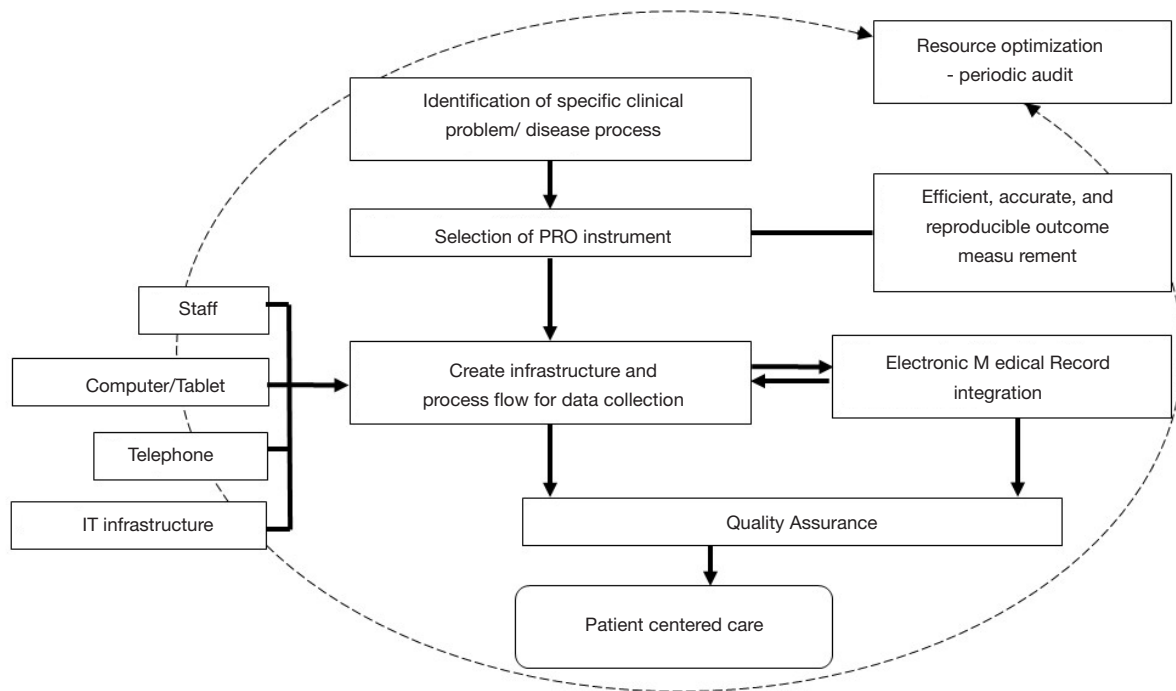 Resource optimization
- periodic audit
Identification of specific clinical
problem/ disease process
Efficient, accurate, and
reproducible outcome
measu rement
Selection of PRO instrument
Staff
Computer/Tablet
Telephone
IT infrastructure
Create infrastructure and
process flow for data collection
Electronic M edical Record
integration
Quality Assurance
Patient centered care